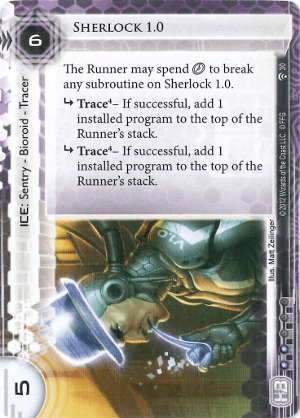 SHERLOCK 1.0
6
The Runner may spend to break
any subroutine on Sherlock 1.0.
Trace⁴– If successful, add 1
installed program to the top of the
Runner's stack.
Trace⁴– If successful, add 1
installed program to the top of the
Runner's stack.
ICE: Sentry - Bioroid - Tracer
5
Illus. Matt Zeilinger
© 2012 Wizards of the Coast LLC. © FFG
30
HB